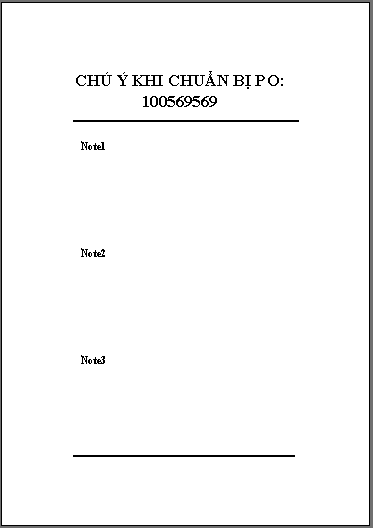 CHÚ Ý KHI CHUẨN BỊ PO:
100569569
Note1
Note2
Note3